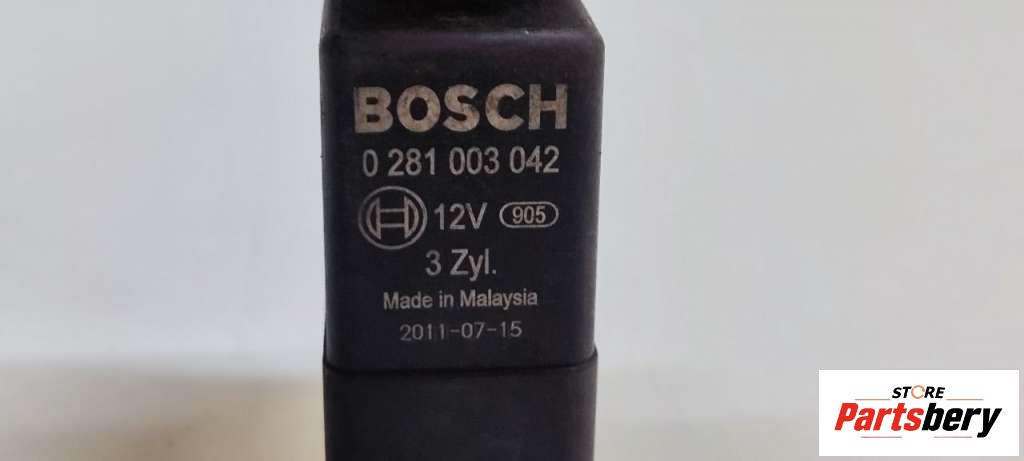 BOSCH
0 281 003 042
12V 905
3 Zyl.
Made in Malaysia
2011-07-15
STORE
Partsbery